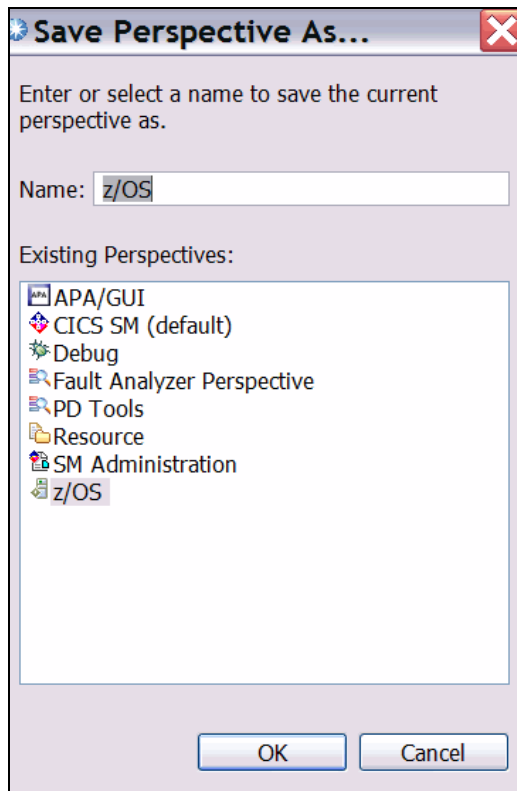 Save Perspective As...
Enter or select a name to save the current
perspective as.
Name: z/OS
Existing Perspectives:
APA APA/GUI
CICS SM (default)
Debug
Fault Analyzer Perspective
PD Tools
Resource
SM Administration
z/OS
OK Cancel